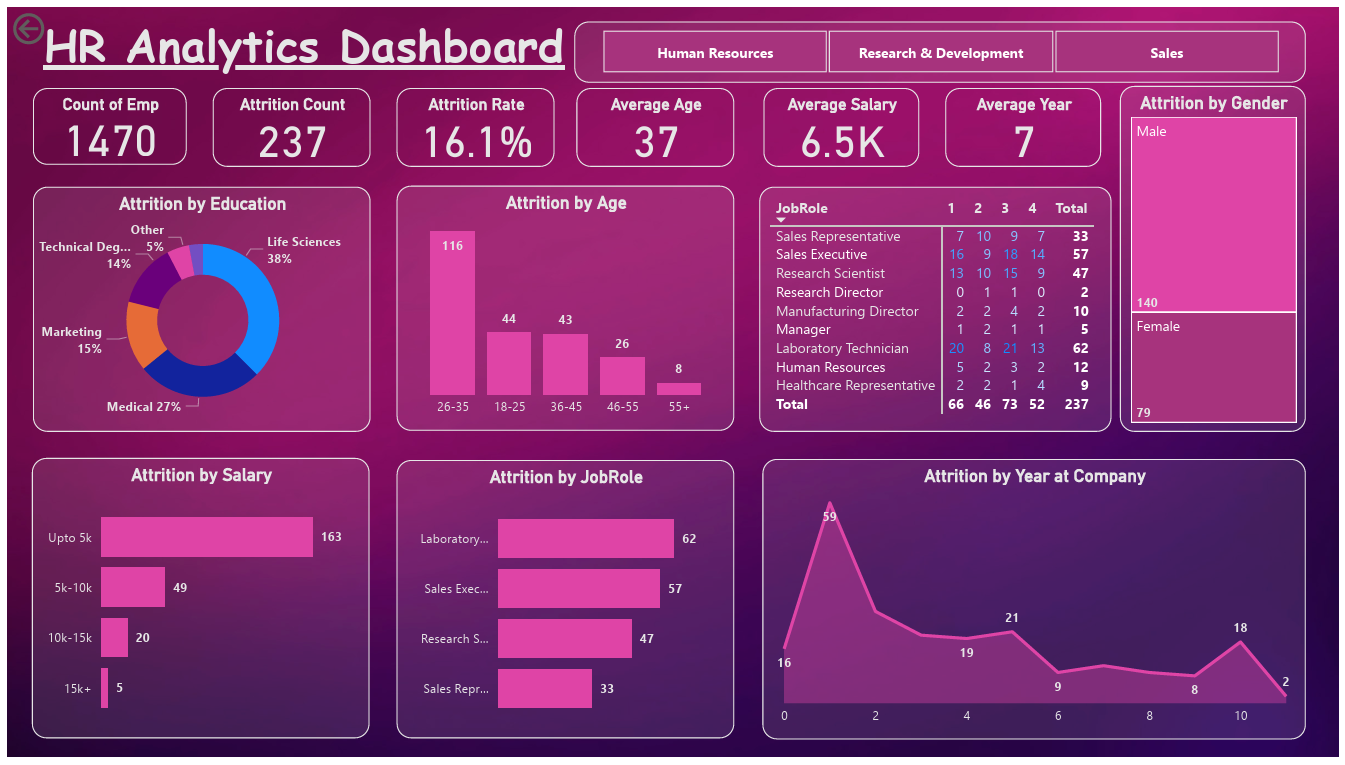 HR Analytics Dashboard
Human Resources
Research & Development
Sales
Count of Emp
1470
Attrition Count
237
Attrition Rate
16.1%
Average Age
37
Average Salary
6.5K
Average Year
7
Attrition by Gender
Male
140
Female
79
Attrition by Education
Other
5%
Life Sciences
38%
Technical Deg...
14%
Marketing
15%
Medical 27%
Attrition by Age
116
44
43
26
8
26-35 18-25 36-45 46-55 55+
JobRole 1 2 3 4 Total
Sales Representative 7 10 9 7 33
Sales Executive 16 9 18 14 57
Research Scientist 13 10 15 9 47
Research Director 0 1 1 0 2
Manufacturing Director 2 2 4 2 10
Manager 1 2 1 1 5
Laboratory Technician 20 8 21 13 62
Human Resources 5 2 3 2 12
Healthcare Representative 2 2 1 4 9
Total 66 46 73 52 237
Attrition by Salary
Upto 5k 163
5k-10k 49
10k-15k 20
15k+ 5
Attrition by JobRole
Laboratory... 62
Sales Exec... 57
Research S... 47
Sales Repr... 33
Attrition by Year at Company
16
59
19
21
9
8
18
2
0 2 4 6 8 10